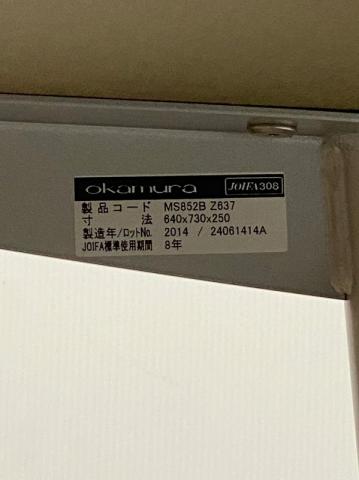 okamura JOIFA308
製品コード MS852B Z637
寸法 640x730x250
製造年/ロットNo. 2014 / 24061414A
JOIFA標準使用期間 8年